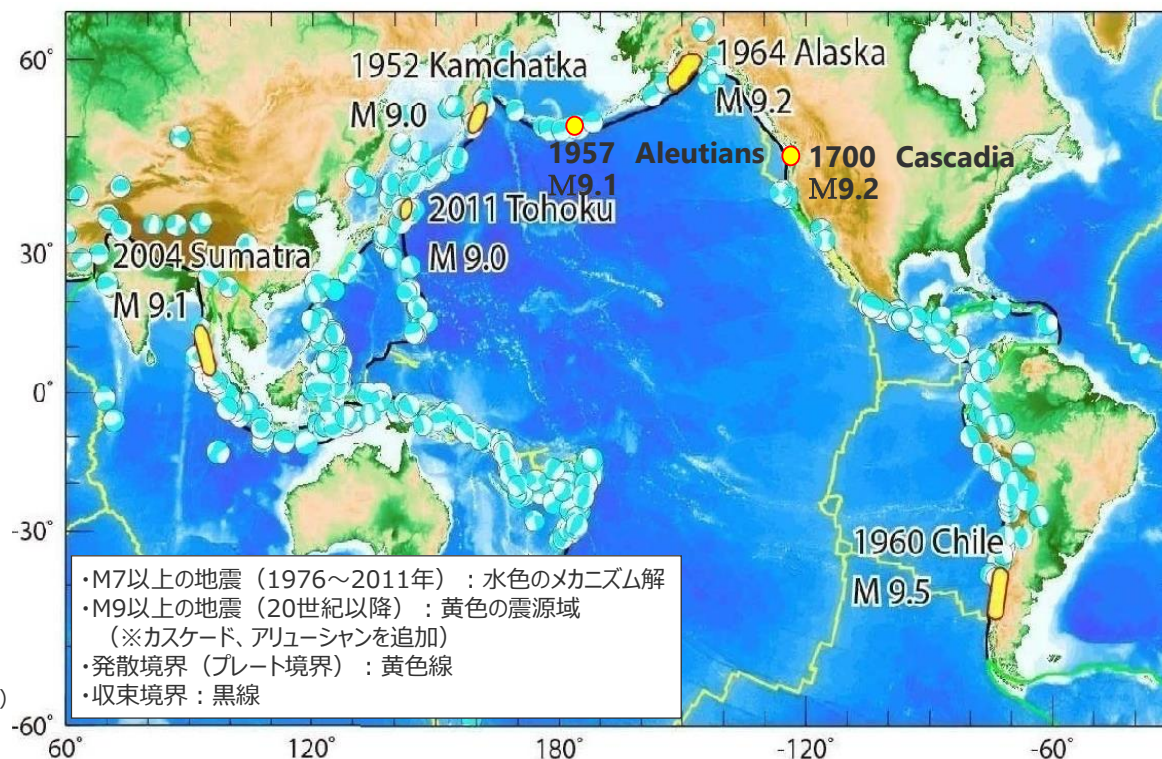 60°
30°
0°
-30°
-60°
1952 Kamchatka
M 9.0
1964 Alaska
M 9.2
1957 Aleutians
M9.1
1700 Cascadia
M9.2
2011 Tohoku
M 9.0
2004 Sumatra
M 9.1
1960 Chile
M 9.5
・M7以上の地震（1976～2011年）：水色のメカニズム解
・M9以上の地震（20世紀以降）：黄色の震源域
（※カスケード、アリューシャンを追加）
・発散境界（プレート境界）：黄色線
・収束境界：黒線
）
60°
120°
180°
-120°
-60°